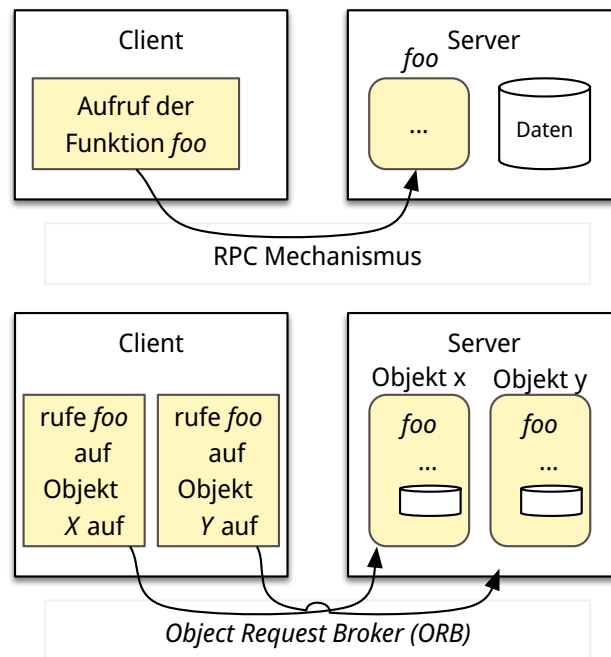 Client
Server
foo
Aufruf der
Funktion foo
...
Daten
RPC Mechanismus
Client
Server
Objekt x
Objekt y
rufe foo
auf
Objekt
X auf
rufe foo
auf
Objekt
Y auf
foo
...
foo
...
Object Request Broker (ORB)